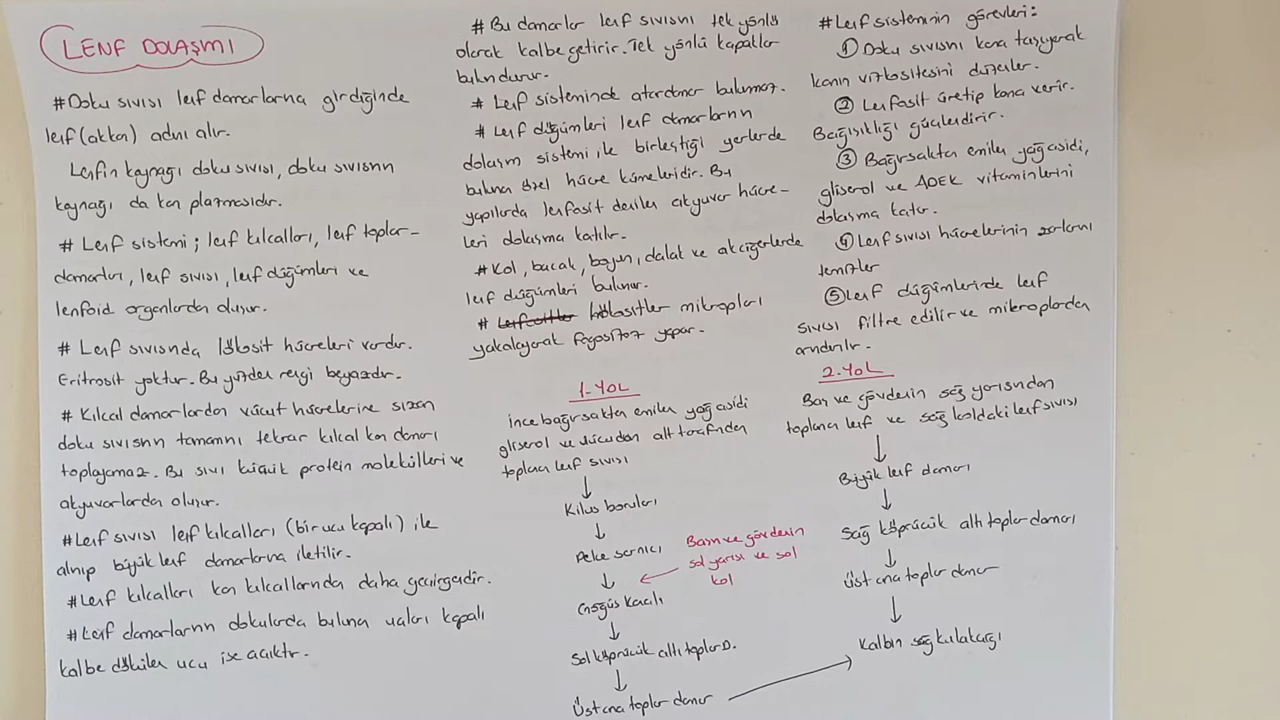 LENF DOLAŞMI
#Doku sıvısı lenf damarlarına girdiğinde
lenf (akkan) adını alır.
Lenfin kaynağı doku sıvısı, doku sıvısının
kaynağı da kan plazmasıdır.
# Lenf sistemi; lenf kılcalları, lenf toplar-
damarları, lenf sıvısı, lenf düğümleri ve
lenfoid organlardan oluşur.
# Lenf sıvısında lökosit hücreleri vardır.
Eritrosit yoktur. Bu yüzden rengi beyazdır.
# Kılcal damarlardan vücut hücrelerine sızan
doku sıvısının tamamını tekrar kılcal kan damarı
toplayamaz. Bu sıvı küçük protein molekülleri ve
akyuvarlardan oluşur.
#Lenf sıvısı lenf kılcalları (bir ucu kapalı) ile
alınıp büyük lenf damarlarına iletilir.
#Lenf kılcalları kan kılcallarından daha geçirgendir.
#Lenf damarlarının dokularda bulunan uçları kapalı
kalbe dökülen ucu ise açıktır.
# Bu damarlar lenf sıvısını tek yönlü
olarak kalbe getirir. Tek yönlü kapaklar
bulundurur.
# Lenf sisteminde atardamar bulunmaz.
# Lenf düğümleri lenf damarlarının
dolaşım sistemi ile birleştiği yerlerde
bulunan özel hücre kümeleridir. Bu
yapılarda lenfosit denilen akyuvar hücre-
leri dolaşıma katılır.
#Kol, bacak, boyun, dalak ve akciğerlerde
lenf düğümleri bulunur.
# lökositler mikropları
yakalayarak fagositoz yapar.
1. YOL
İnce bağırsaktan emilen yağ asidi
gliserol ve vücudun alt tarafından
toplanan lenf sıvısı
↓
Kilus boruları
↓
Peke sarnıcı
↓
Göğüs Kanalı
↓
Sol köprücük altı toplar D.
↓
Üst ana toplar damar
Başın ve gövdenin
sol yarısı ve sol
kol
#Lenf sisteminin görevleri:
① Doku sıvısını kana taşıyarak
kanın vizkositesini düzenler.
② Lenfosit üretip kana verir.
Bağışıklığı güçlendirir.
③ Bağırsakta emilen yağ asidi,
gliserol ve ADEK vitaminlerini
dolaşıma katar.
④ Lenf sıvısı hücrelerinin zarlarını
temizler
⑤ Lenf düğümlerinde lenf
sıvısı filtre edilir ve mikroplardan
arındırılır.
2. YOL
Baş ve gövdenin sağ yarısından
toplanan lenf ve sağ koldaki lenf sıvısı
↓
Büyük lenf damarı
↓
Sağ köprücük altı toplar damarı
↓
Üst ana toplar damar
↓
Kalbin sağ kulakçığı